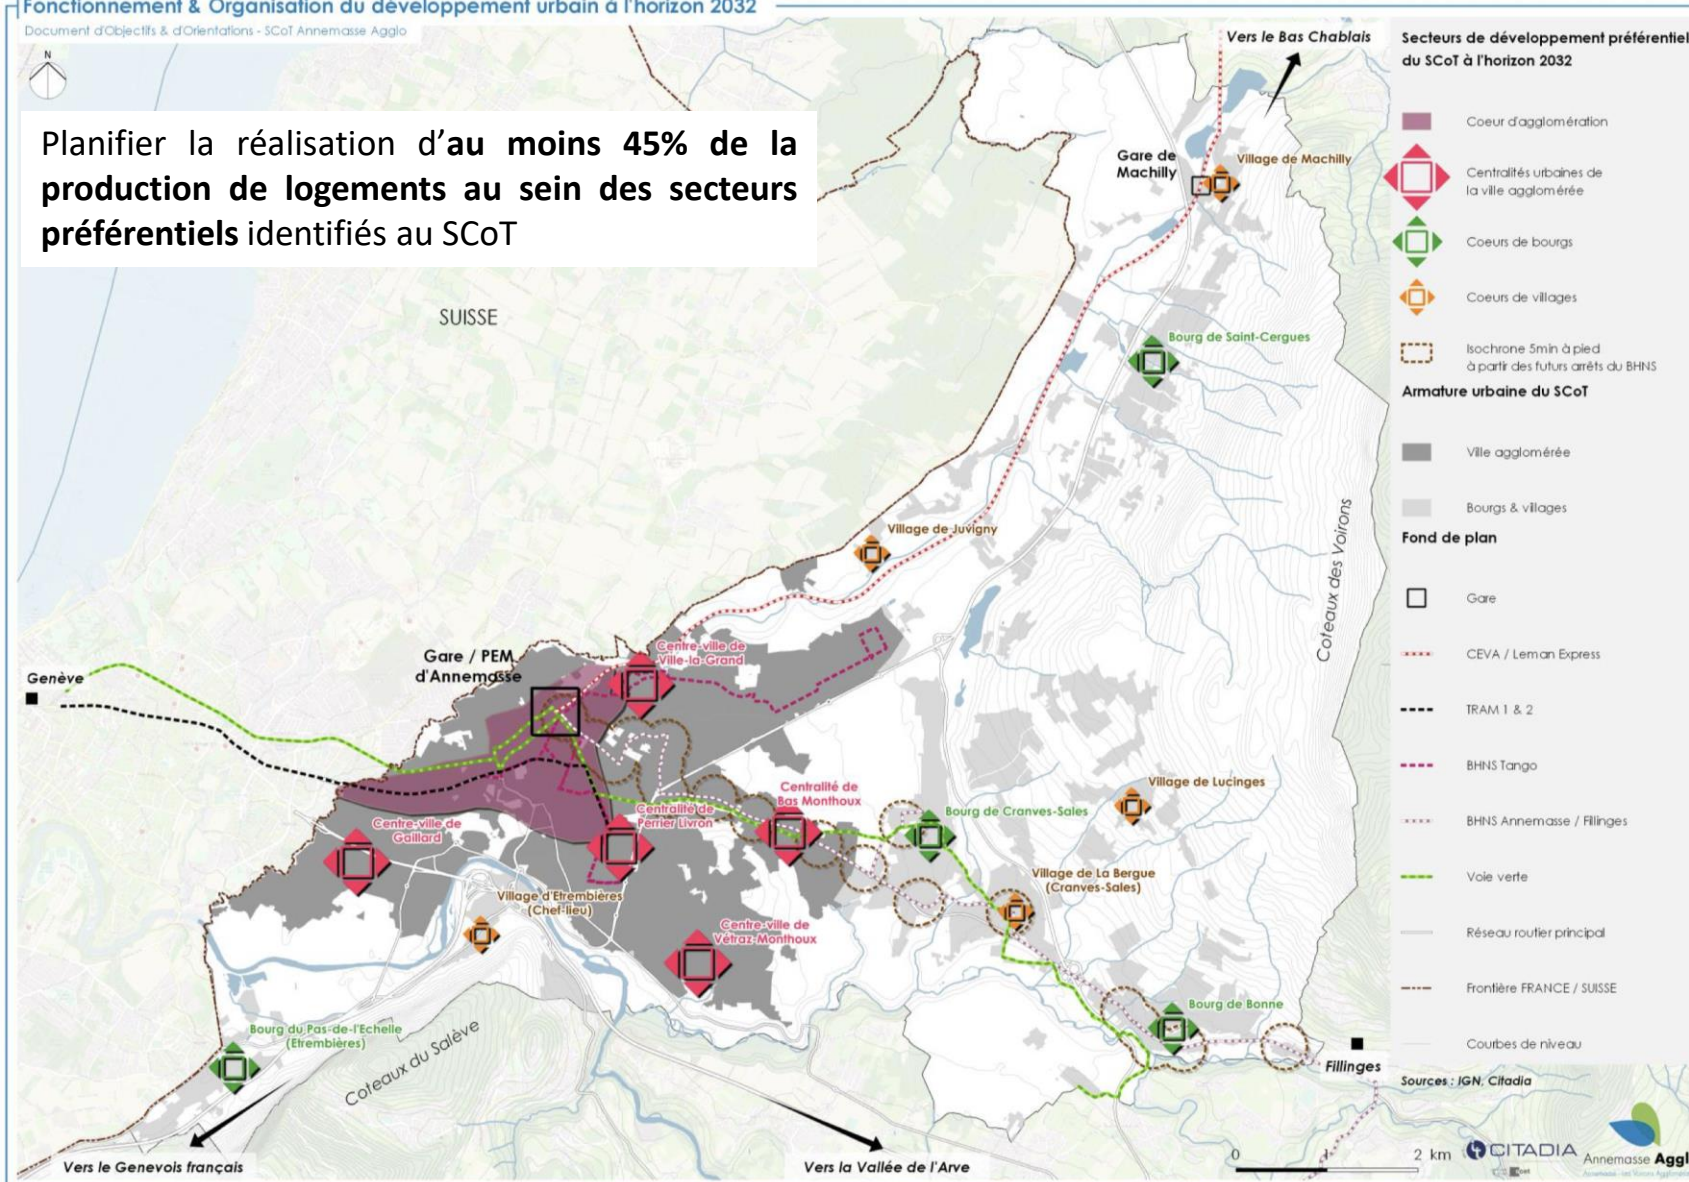 Fonctionnement & Organisation du développement urbain à l'horizon 2032
Document d'Objectifs & d'Orientations - SCoT Annemasse Agglo
N
Planifier la réalisation d'au moins 45% de la
production de logements au sein des secteurs
préférentiels identifiés au SCoT
Vers le Bas Chablais
Gare de
Machilly
Village de Machilly
SUISSE
Bourg de Saint-Cergues
Village de Juvigny
Coteaux des Voirons
Centre-ville de
Ville-la-Grand
Gare / PEM
d'Annemasse
Genève
Village de Lucinges
Centralité de
Bas Monthoux
Bourg de Cranves-Sales
Centralité de
Perrier Livron
Centre-ville de
Gaillard
Village de La Bergue
(Cranves-Sales)
Village d'Etrembières
(Chef-lieu)
Centre-ville de
Vétraz-Monthoux
Bourg de Bonne
Bourg du Pas-de-l'Echelle
(Etrembières)
Coteaux du Salève
Fillinges
Vers le Genevois français
Vers la Vallée de l'Arve
Secteurs de développement préférentiel
du SCoT à l'horizon 2032
Coeur d'agglomération
Centralités urbaines de
la ville agglomérée
Coeurs de bourgs
Coeurs de villages
Isochrone 5min à pied
à partir des futurs arrêts du BHNS
Armature urbaine du SCoT
Ville agglomérée
Bourgs & villages
Fond de plan
Gare
CEVA / Leman Express
TRAM 1 & 2
BHNS Tango
BHNS Annemasse / Fillinges
Voie verte
Réseau routier principal
Frontière FRANCE / SUISSE
Courbes de niveau
Sources : IGN, Citadia
0 1 2 km
CITADIA
Annemasse Aggl